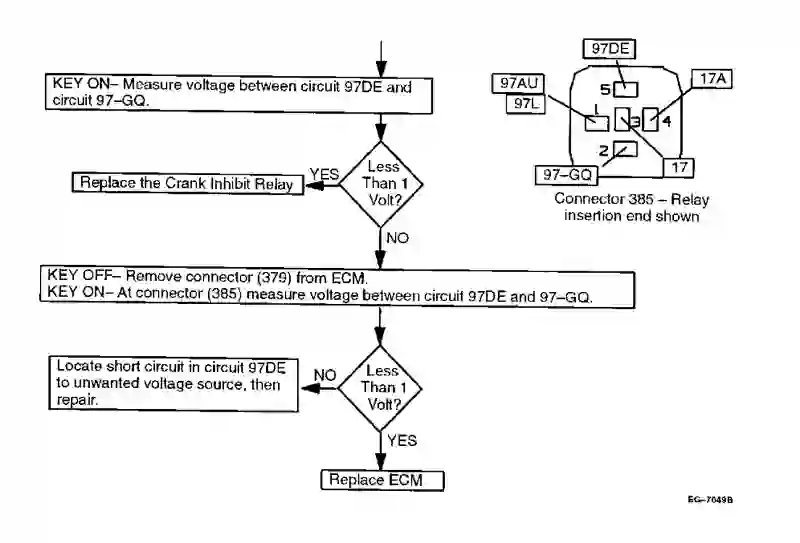 KEY ON– Measure voltage between circuit 97DE and
circuit 97–GQ.
Less
Than 1
Volt?
YES
Replace the Crank Inhibit Relay
NO
KEY OFF– Remove connector (379) from ECM.
KEY ON– At connector (385) measure voltage between circuit 97DE and 97–GQ.
Less
Than 1
Volt?
NO
Locate short circuit in circuit 97DE
to unwanted voltage source, then
repair.
YES
Replace ECM
97DE
97AU
97L
17A
5
1
3
4
2
97–GQ
17
Connector 385 – Relay
insertion end shown
EG–7049B